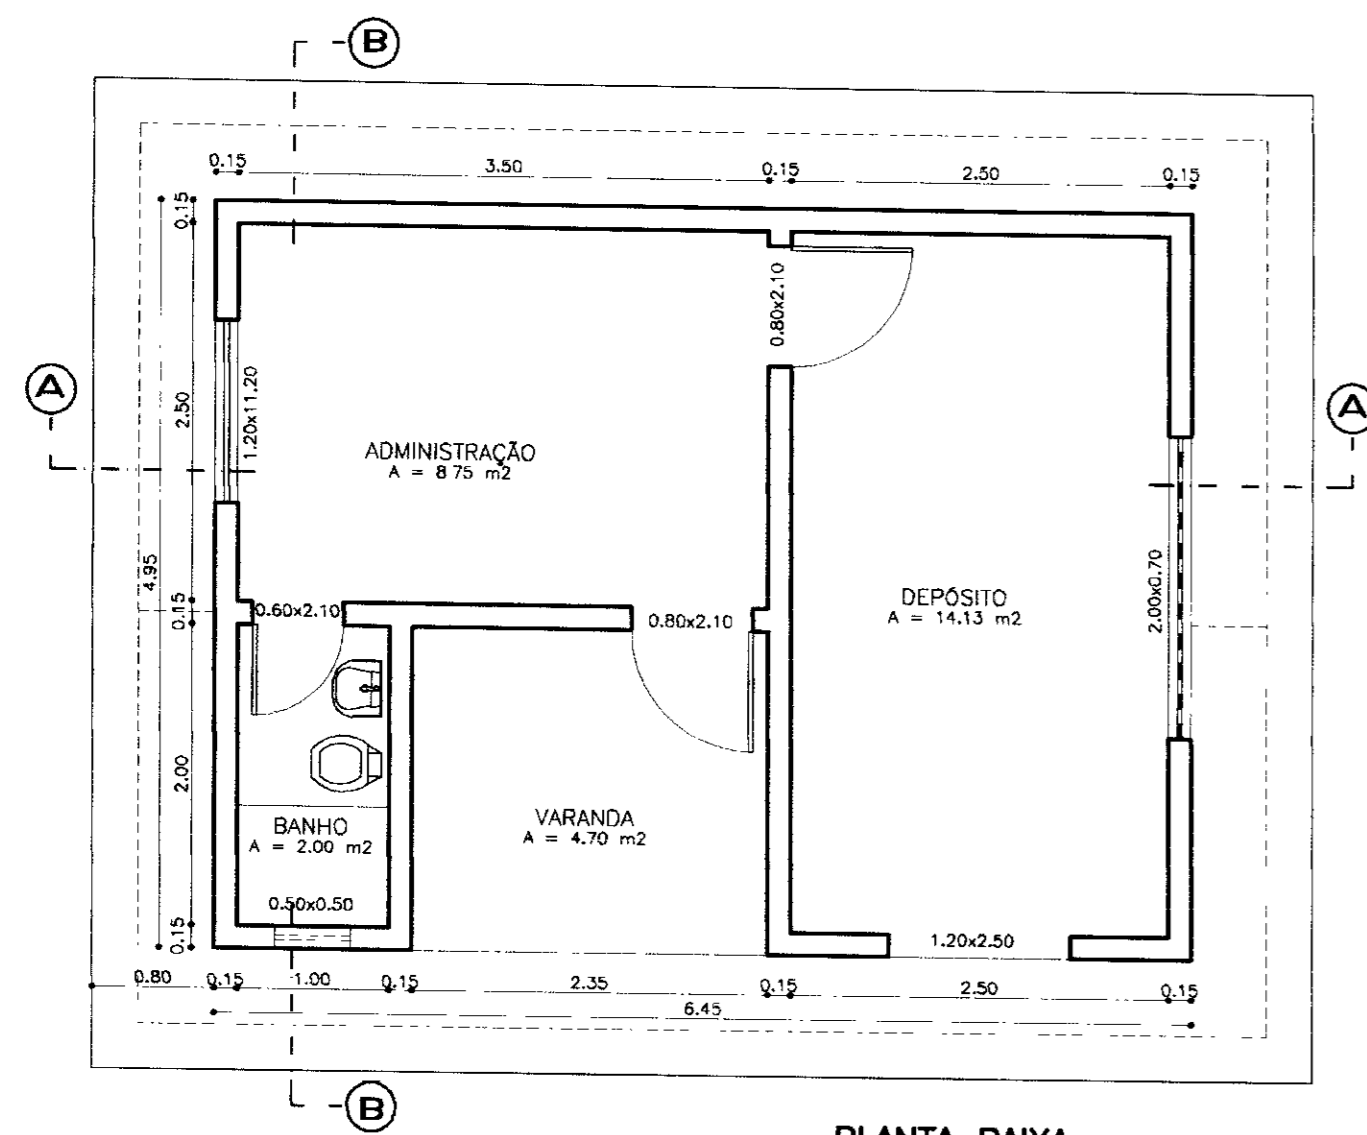 B
0.15 3.50 0.15 2.50 0.15
0.15
0.80x2.10
A
2.50
1.20x11.20
A
ADMINISTRAÇÃO
A = 8 75 m2
4.95
2.00x0.70
DEPÓSITO
A = 14.13 m2
0.15
0.60x2.10
0.80x2.10
2.00
BANHO
A = 2.00 m2
VARANDA
A = 4.70 m2
0.50x0.50
0.15
1.20x2.50
0.80 0.15 1.00 0.15 2.35 0.15 2.50 0.15
6.45
B
PLANTA BAIXA